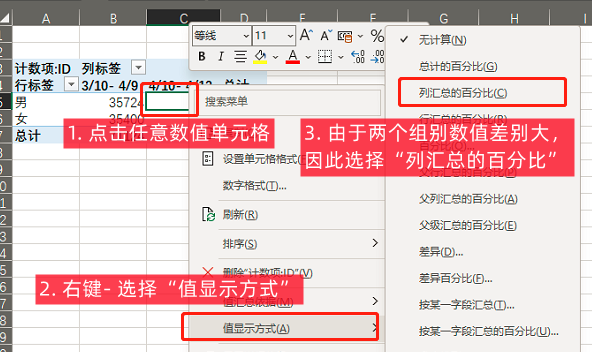 A B C D E F G H I
等线 11 A^ A˅ %
B I A
计数项:ID 列标签
行标签 3/10- 4/9 4/10- 4/12 总计
男 35724
女 35400
总计
1. 点击任意数值单元格
2. 右键- 选择 “值显示方式”
3. 由于两个组别数值差别大,
因此选择 “列汇总的百分比”
搜索菜单
设置单元格格式(
数字格式(T)...
刷新(R)
排序(S)
删除"计数项:ID"(V)
值汇总依据(M)
值显示方式(A)
无计算(N)
总计的百分比(G)
列汇总的百分比(C)
行汇总的百分比(R)
百分比(O)...
父行汇总的百分比(P)
父列汇总的百分比(A)
父级汇总的百分比(E)
差异(D)...
差异百分比(F)...
按某一字段汇总(T)...
按某一字段汇总的百分比(U)...